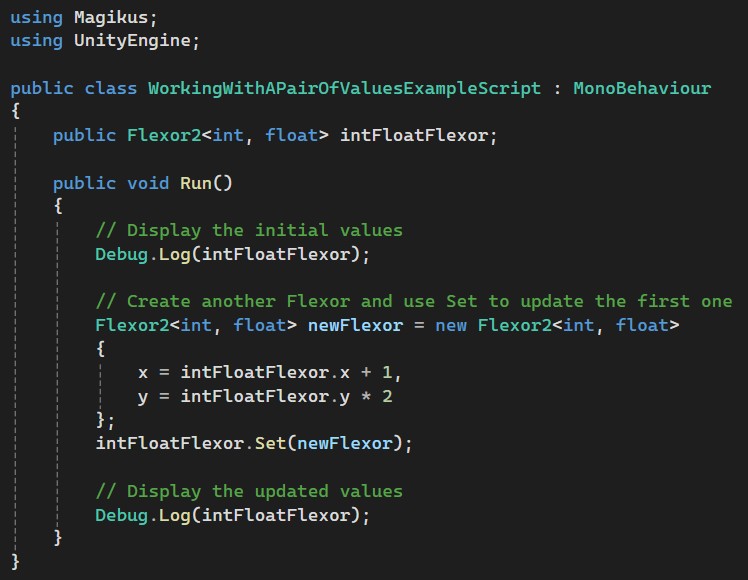 using Magikus;
using UnityEngine;

public class WorkingWithAPairOfValuesExampleScript : MonoBehaviour
{
    public Flexor2<int, float> intFloatFlexor;

    public void Run()
    {
        // Display the initial values
        Debug.Log(intFloatFlexor);

        // Create another Flexor and use Set to update the first one
        Flexor2<int, float> newFlexor = new Flexor2<int, float>
        {
            x = intFloatFlexor.x + 1,
            y = intFloatFlexor.y * 2
        };
        intFloatFlexor.Set(newFlexor);

        // Display the updated values
        Debug.Log(intFloatFlexor);
    }
}